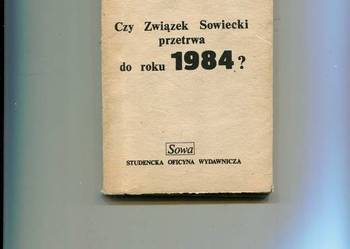 Czy Związek Sowiecki
przetrwa
do roku 1984?
Sowa
STUDENCKA OFICYNA WYDAWNICZA